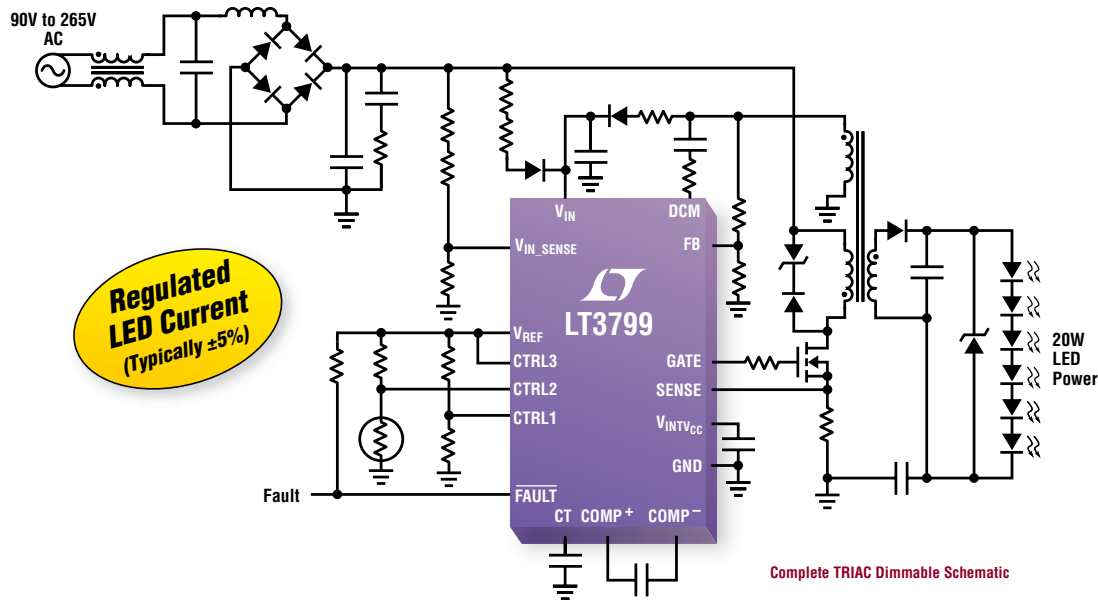 90V to 265V
AC
Regulated
LED Current
(Typically ±5%)
VIN
DCM
VIN_SENSE
FB
LT3799
VREF
CTRL3
CTRL2
CTRL1
GATE
SENSE
VINTVCC
GND
Fault
FAULT
CT
COMP+
COMP−
20W
LED
Power
Complete TRIAC Dimmable Schematic